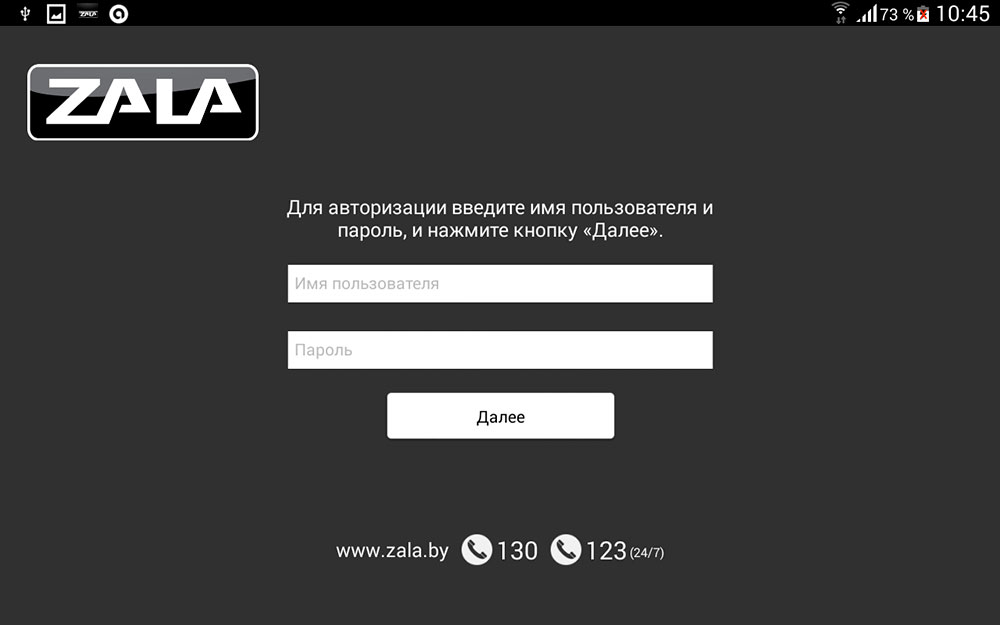 ZALA
73 %
10:45
ZALA
Для авторизации введите имя пользователя и
пароль, и нажмите кнопку «Далее».
Имя пользователя
Пароль
Далее
www.zala.by 130 123 (24/7)